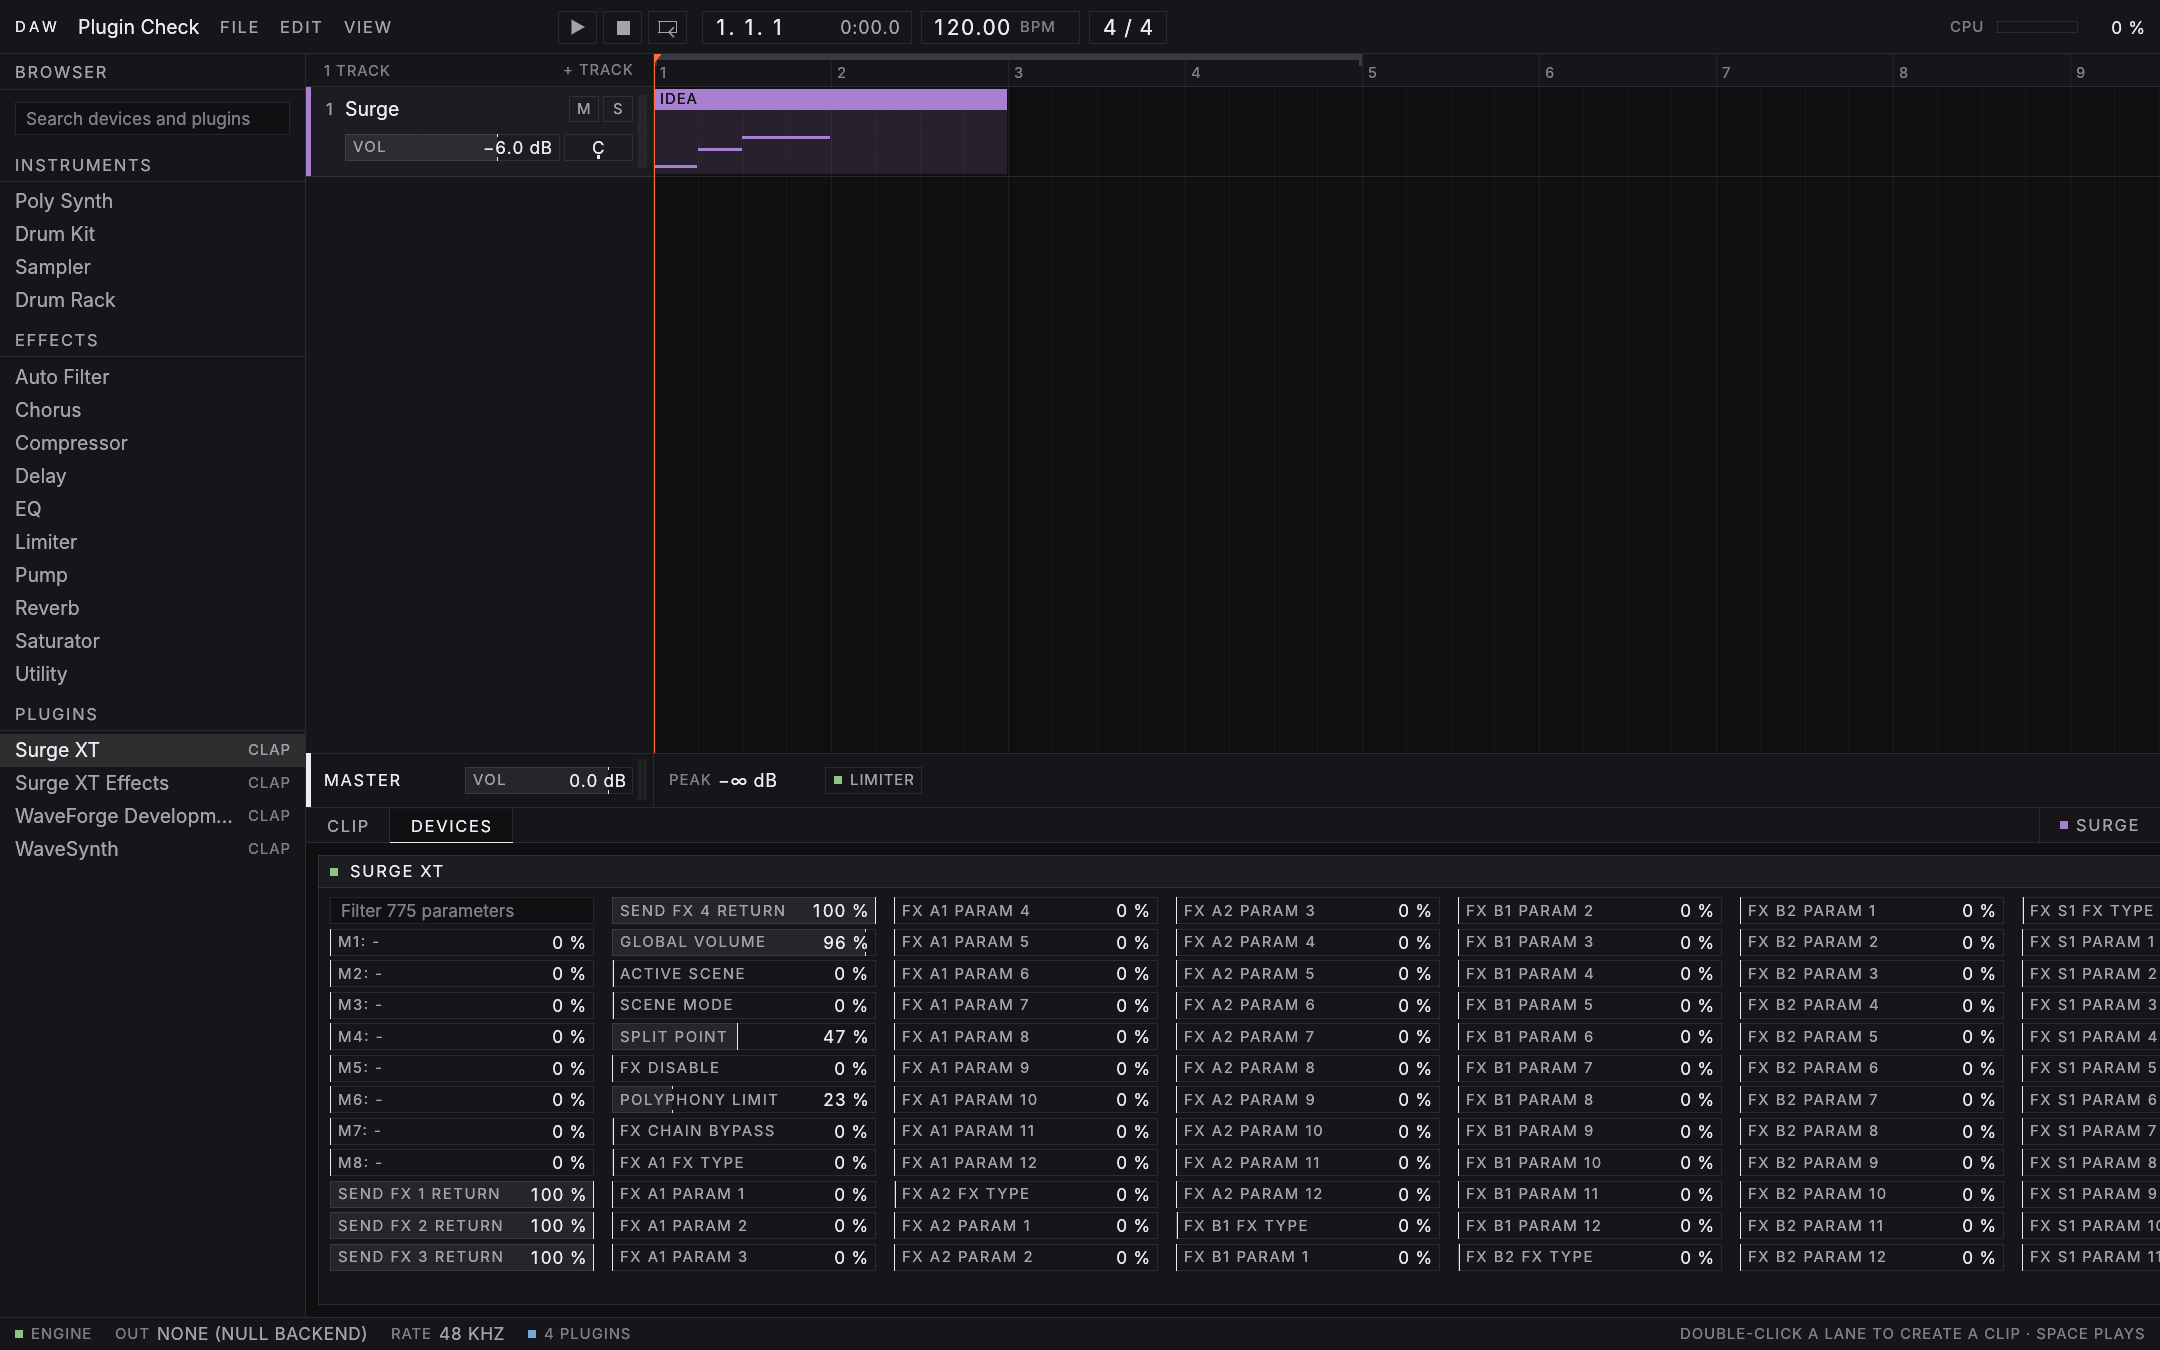 DAW Plugin Check FILE EDIT VIEW 1. 1. 1 0:00.0 120.00 BPM 4 / 4 CPU 0 %
BROWSER
Search devices and plugins
INSTRUMENTS
Poly Synth
Drum Kit
Sampler
Drum Rack
EFFECTS
Auto Filter
Chorus
Compressor
Delay
EQ
Limiter
Pump
Reverb
Saturator
Utility
PLUGINS
Surge XT CLAP
Surge XT Effects CLAP
WaveForge Developm... CLAP
WaveSynth CLAP
1 TRACK + TRACK
1 2 3 4 5 6 7 8 9
1 Surge M S
VOL −6.0 dB C
IDEA
MASTER VOL 0.0 dB PEAK −∞ dB LIMITER
CLIP DEVICES SURGE
SURGE XT
Filter 775 parameters
M1: - 0 %
M2: - 0 %
M3: - 0 %
M4: - 0 %
M5: - 0 %
M6: - 0 %
M7: - 0 %
M8: - 0 %
SEND FX 1 RETURN 100 %
SEND FX 2 RETURN 100 %
SEND FX 3 RETURN 100 %
SEND FX 4 RETURN 100 %
GLOBAL VOLUME 96 %
ACTIVE SCENE 0 %
SCENE MODE 0 %
SPLIT POINT 47 %
FX DISABLE 0 %
POLYPHONY LIMIT 23 %
FX CHAIN BYPASS 0 %
FX A1 FX TYPE 0 %
FX A1 PARAM 1 0 %
FX A1 PARAM 2 0 %
FX A1 PARAM 3 0 %
FX A1 PARAM 4 0 %
FX A1 PARAM 5 0 %
FX A1 PARAM 6 0 %
FX A1 PARAM 7 0 %
FX A1 PARAM 8 0 %
FX A1 PARAM 9 0 %
FX A1 PARAM 10 0 %
FX A1 PARAM 11 0 %
FX A1 PARAM 12 0 %
FX A2 FX TYPE 0 %
FX A2 PARAM 1 0 %
FX A2 PARAM 2 0 %
FX A2 PARAM 3 0 %
FX A2 PARAM 4 0 %
FX A2 PARAM 5 0 %
FX A2 PARAM 6 0 %
FX A2 PARAM 7 0 %
FX A2 PARAM 8 0 %
FX A2 PARAM 9 0 %
FX A2 PARAM 10 0 %
FX A2 PARAM 11 0 %
FX A2 PARAM 12 0 %
FX B1 FX TYPE 0 %
FX B1 PARAM 1 0 %
FX B1 PARAM 2 0 %
FX B1 PARAM 3 0 %
FX B1 PARAM 4 0 %
FX B1 PARAM 5 0 %
FX B1 PARAM 6 0 %
FX B1 PARAM 7 0 %
FX B1 PARAM 8 0 %
FX B1 PARAM 9 0 %
FX B1 PARAM 10 0 %
FX B1 PARAM 11 0 %
FX B1 PARAM 12 0 %
FX B2 FX TYPE 0 %
FX B2 PARAM 1 0 %
FX B2 PARAM 2 0 %
FX B2 PARAM 3 0 %
FX B2 PARAM 4 0 %
FX B2 PARAM 5 0 %
FX B2 PARAM 6 0 %
FX B2 PARAM 7 0 %
FX B2 PARAM 8 0 %
FX B2 PARAM 9 0 %
FX B2 PARAM 10 0 %
FX B2 PARAM 11 0 %
FX B2 PARAM 12 0 %
FX S1 FX TYPE
FX S1 PARAM 1
FX S1 PARAM 2
FX S1 PARAM 3
FX S1 PARAM 4
FX S1 PARAM 5
FX S1 PARAM 6
FX S1 PARAM 7
FX S1 PARAM 8
FX S1 PARAM 9
FX S1 PARAM 10
FX S1 PARAM 11
ENGINE OUT NONE (NULL BACKEND) RATE 48 KHZ 4 PLUGINS DOUBLE-CLICK A LANE TO CREATE A CLIP · SPACE PLAYS